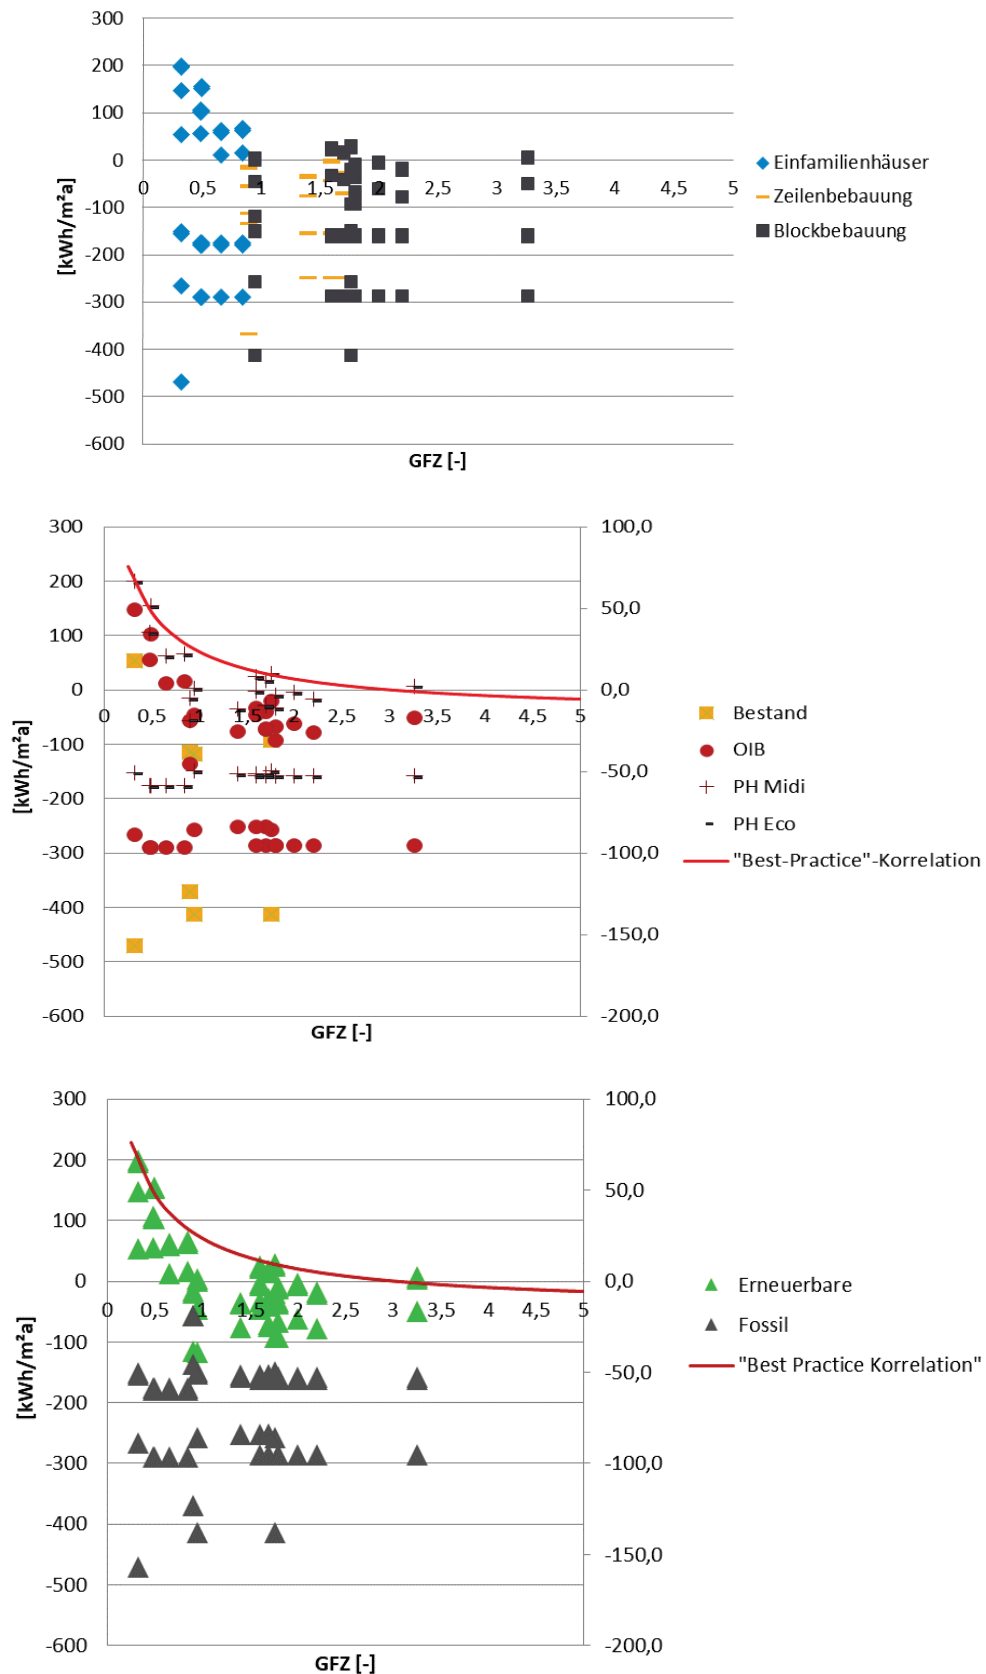 300
200
100
0
-100
-200
-300
-400
-500
-600
[kWh/m²a]
0 0,5 1 1,5 2 2,5 3 3,5 4 4,5 5
GFZ [-]
Einfamilienhäuser
Zeilenbebauung
Blockbebauung
300
200
100
0
-100
-200
-300
-400
-500
-600
[kWh/m²a]
0 0,5 1 1,5 2 2,5 3 3,5 4 4,5 5
GFZ [-]
100,0
50,0
0,0
-50,0
-100,0
-150,0
-200,0
Bestand
OIB
PH Midi
PH Eco
"Best-Practice"-Korrelation
300
200
100
0
-100
-200
-300
-400
-500
-600
[kWh/m²a]
0 0,5 1 1,5 2 2,5 3 3,5 4 4,5 5
GFZ [-]
100,0
50,0
0,0
-50,0
-100,0
-150,0
-200,0
Erneuerbare
Fossil
"Best Practice Korrelation"